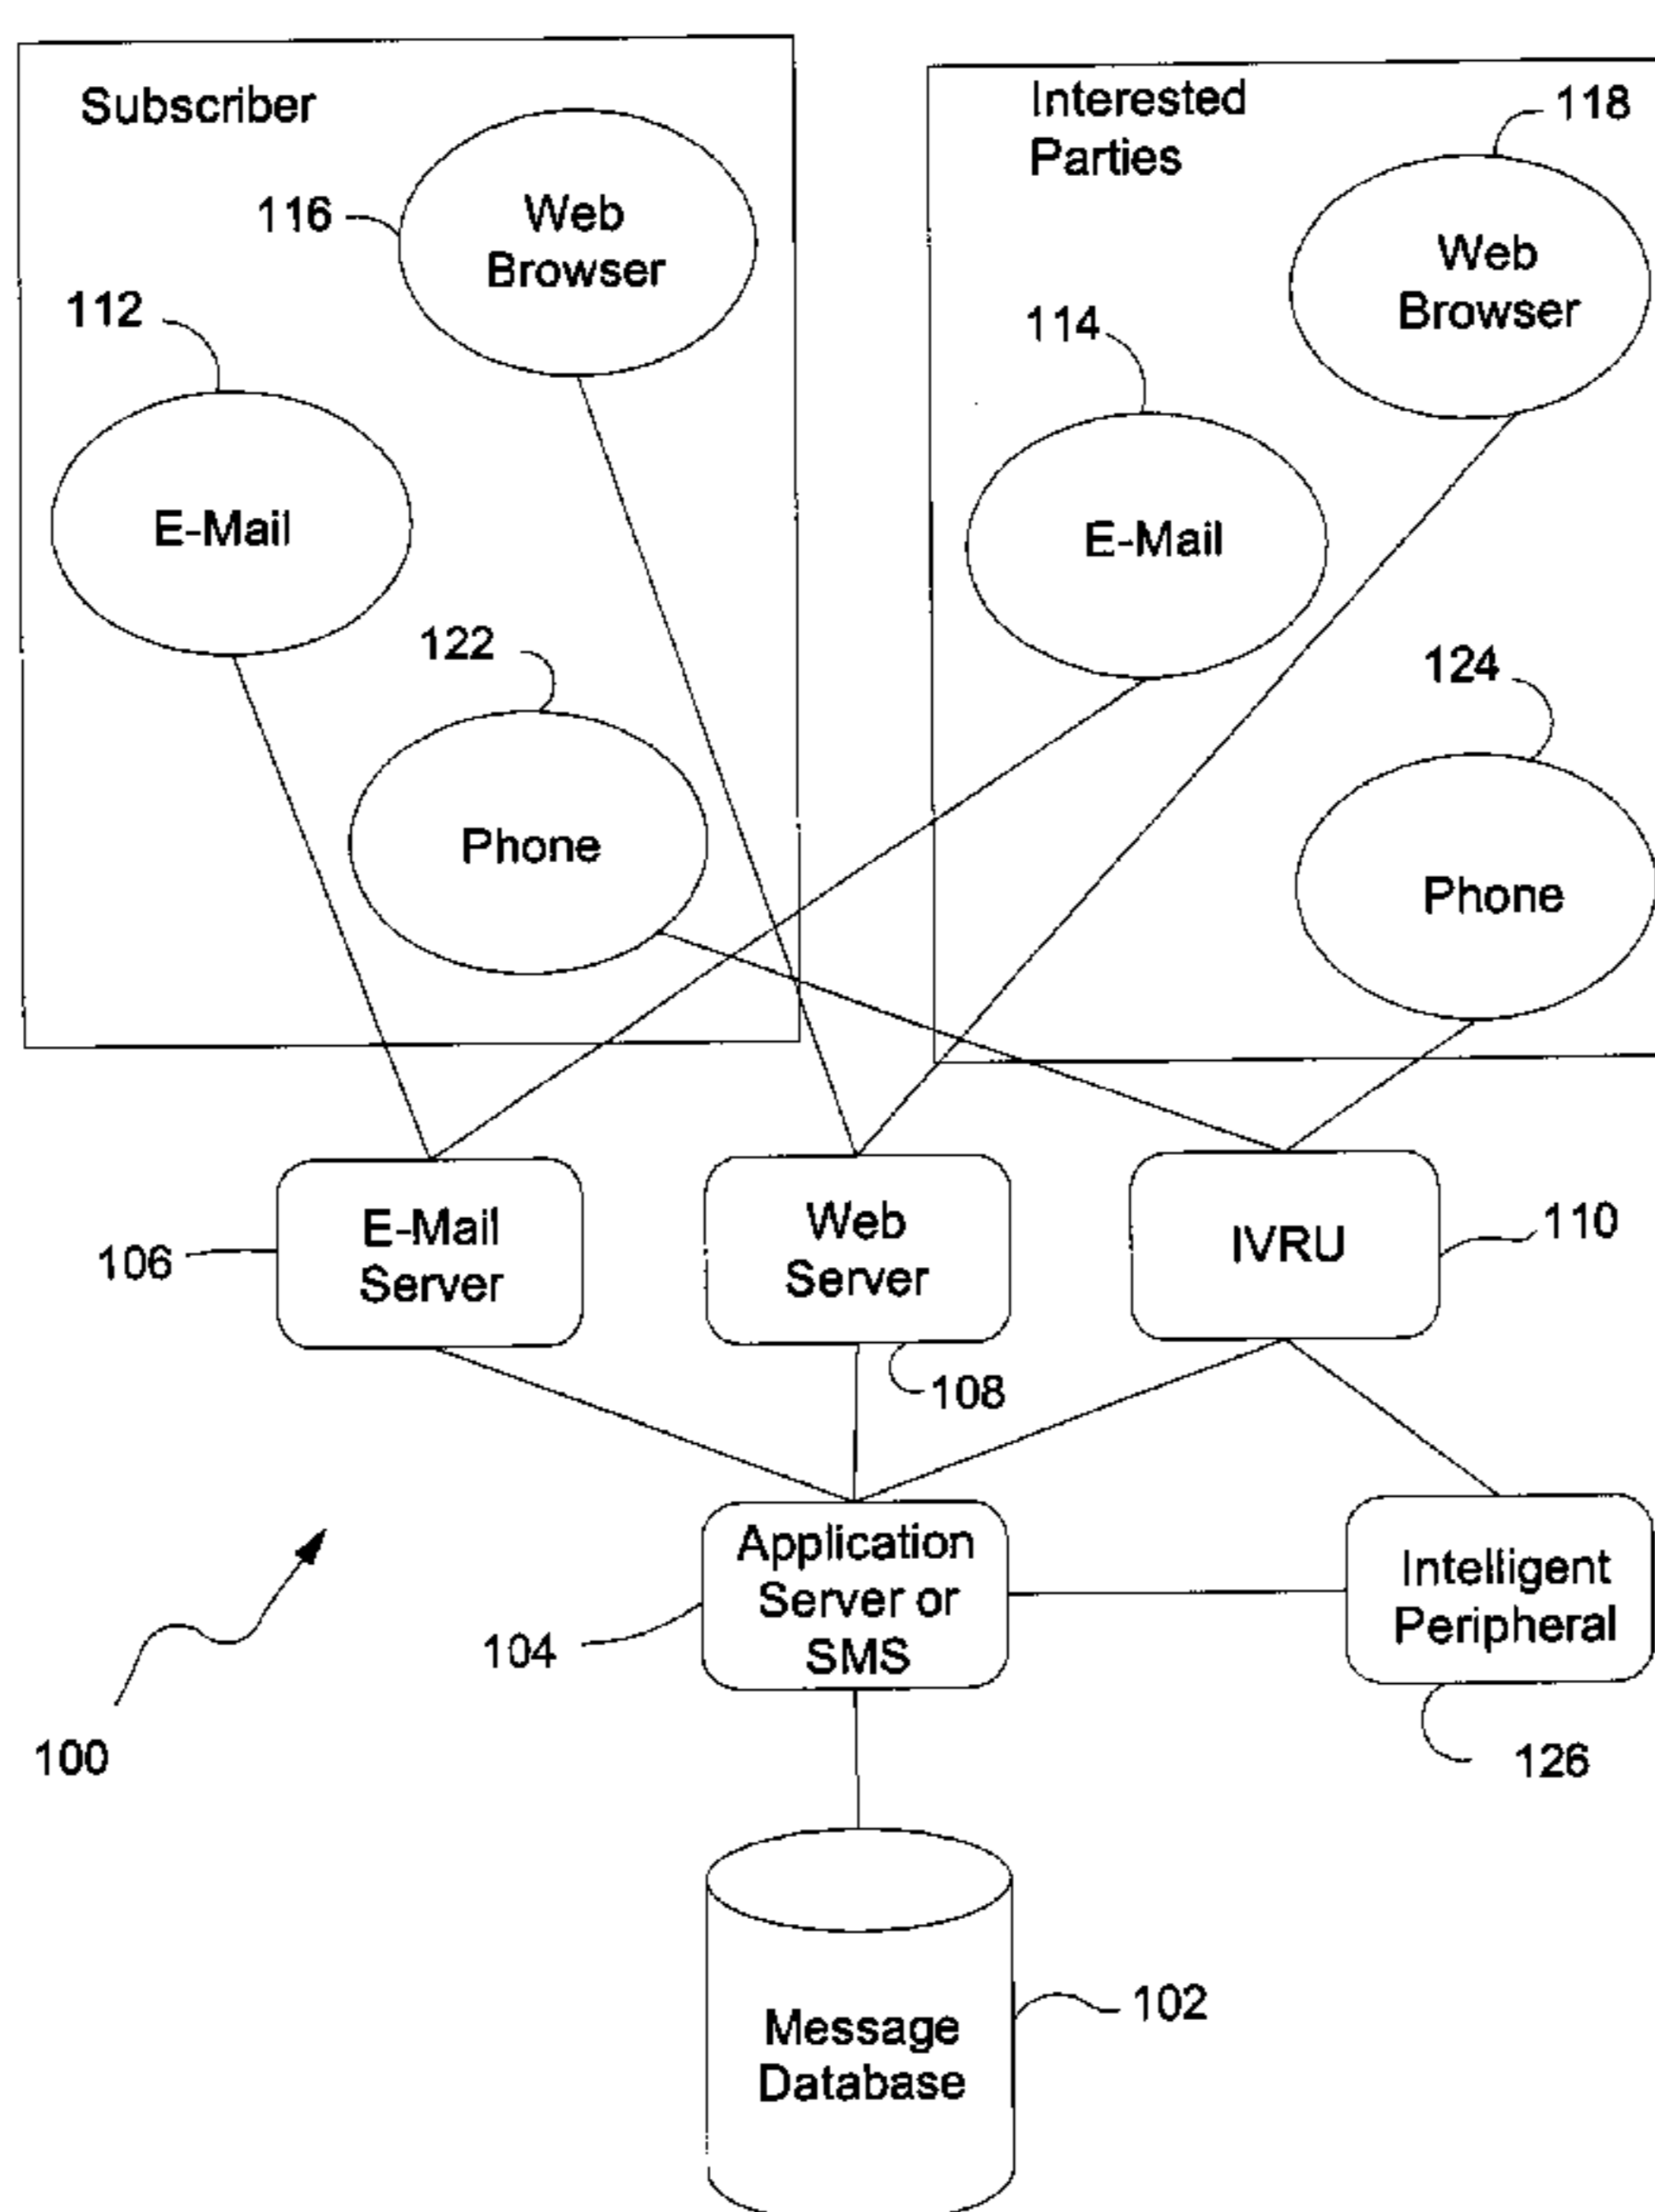 Subscriber
116
Web
Browser
112
E-Mail
122
Phone
Interested
Parties
118
Web
Browser
114
E-Mail
124
Phone
E-Mail
Server
106
Web
Server
108
IVRU
110
Application
Server or
SMS
104
Intelligent
Peripheral
126
100
Message
Database
102